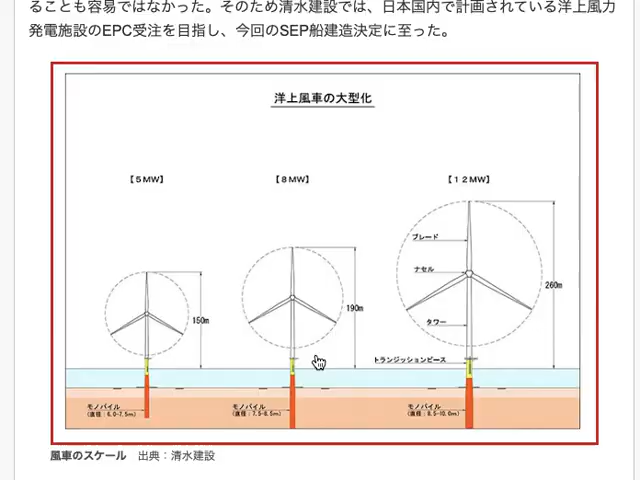 ることも容易ではなかった。そのため清水建設では、日本国内で計画されている洋上風力
発電施設のEPC受注を目指し、今回のSEP船建造決定に至った。
洋上風車の大型化
【5MW】
【8MW】
【12MW】
ブレード
ナセル
タワー
トランジッションピース
150m
190m
260m
モノパイル
(直径:6.0-7.5m)
モノパイル
(直径:7.5-8.5m)
モノパイル
(直径:8.5-10.0m)
風車のスケール 出典:清水建設